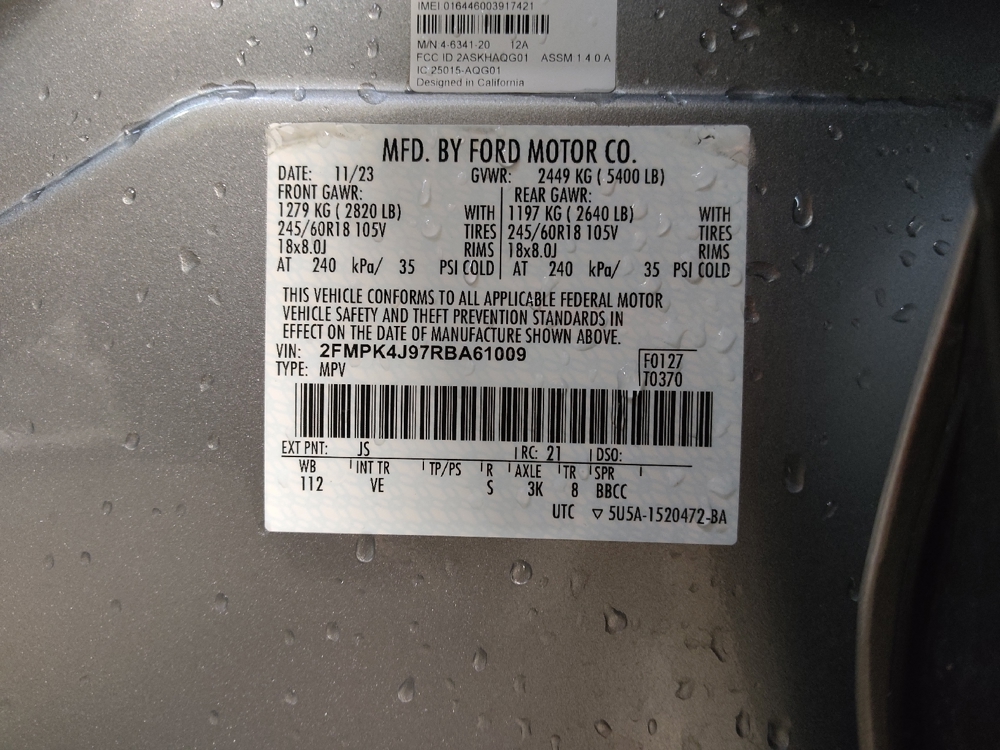 IMEI 016446003917421
M/N 4-6341-20 12A
FCC ID 2ASKHAQG01 ASSM 1 4 0 A
IC 25015-AQG01
Designed in California
MFD. BY FORD MOTOR CO.
DATE: 11/23 GVWR: 2449 KG ( 5400 LB)
FRONT GAWR: REAR GAWR:
1279 KG ( 2820 LB) WITH 1197 KG ( 2640 LB) WITH
245/60R18 105V TIRES 245/60R18 105V TIRES
18x8.0J RIMS 18x8.0J RIMS
AT 240 kPa/ 35 PSI COLD AT 240 kPa/ 35 PSI COLD
THIS VEHICLE CONFORMS TO ALL APPLICABLE FEDERAL MOTOR
VEHICLE SAFETY AND THEFT PREVENTION STANDARDS IN
EFFECT ON THE DATE OF MANUFACTURE SHOWN ABOVE.
VIN: 2FMPK4J97RBA61009
F0127
TYPE: MPV
T0370
EXT PNT: JS RC: 21 DSO:
WB INT TR TP/PS R AXLE TR SPR
112 VE S 3K 8 BBCC
UTC ▽ 5U5A-1520472-BA